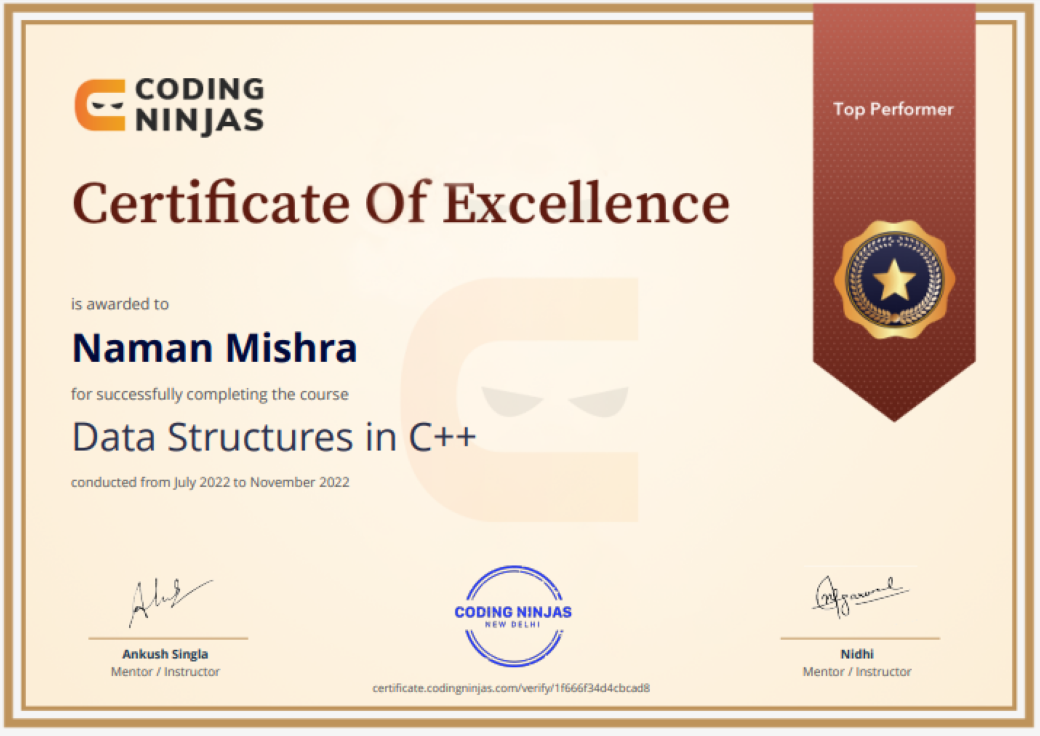 CODING
NINJAS
Top Performer
Certificate Of Excellence
is awarded to
Naman Mishra
for successfully completing the course
Data Structures in C++
conducted from July 2022 to November 2022
CODING NINJAS
NEW DELHI
Ankush Singla
Mentor / Instructor
Nidhi
Mentor / Instructor
certificate.codingninjas.com/verify/1f666f34d4cbcad8